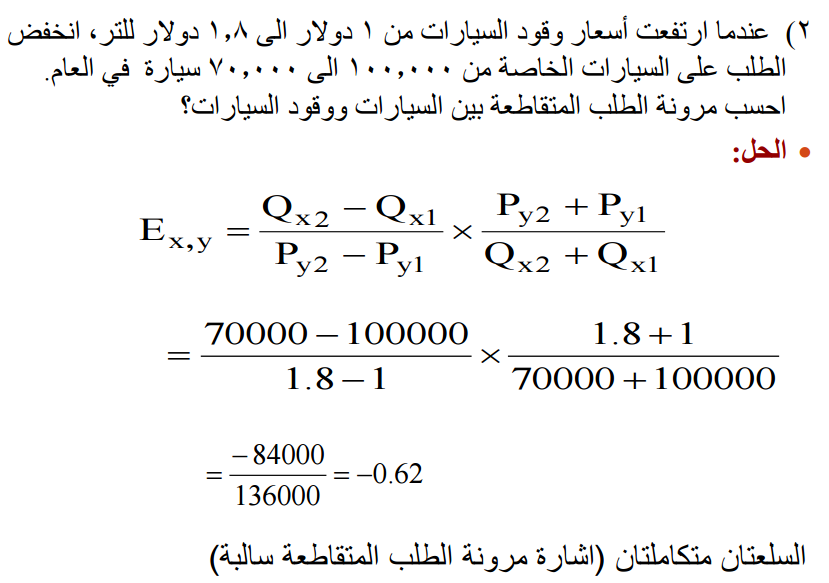 ٢) عندما ارتفعت أسعار وقود السيارات من ١ دولار الى ١,٨ دولار للتر، انخفض
الطلب على السيارات الخاصة من ١٠٠,٠٠٠ الى ٧٠,٠٠٠ سيارة في العام.
احسب مرونة الطلب المتقاطعة بين السيارات ووقود السيارات؟
• الحل:
E_{x,y} = \frac{Q_{x2} - Q_{x1}}{P_{y2} - P_{y1}} × \frac{P_{y2} + P_{y1}}{Q_{x2} + Q_{x1}}
= \frac{70000 - 100000}{1.8 - 1} × \frac{1.8 + 1}{70000 + 100000}
= \frac{-84000}{136000} = -0.62
السلعتان متكاملتان (اشارة مرونة الطلب المتقاطعة سالبة)